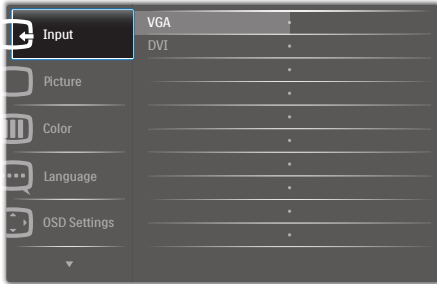 Input
VGA
DVI
Picture
Color
Language
OSD Settings